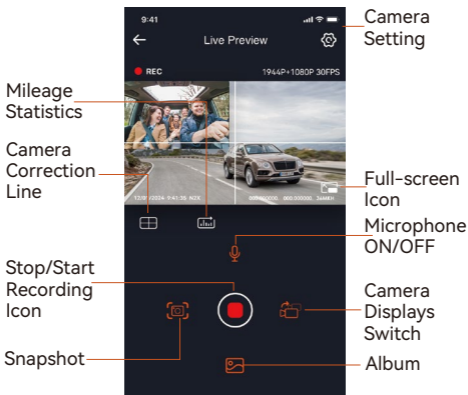 Camera
Setting
9:41
Live Preview
REC
1944P+1080P 30FPS
Mileage
Statistics
Camera
Correction
Line
Full-screen
Icon
Microphone
ON/OFF
Stop/Start
Recording
Icon
Camera
Displays
Switch
Snapshot
Album